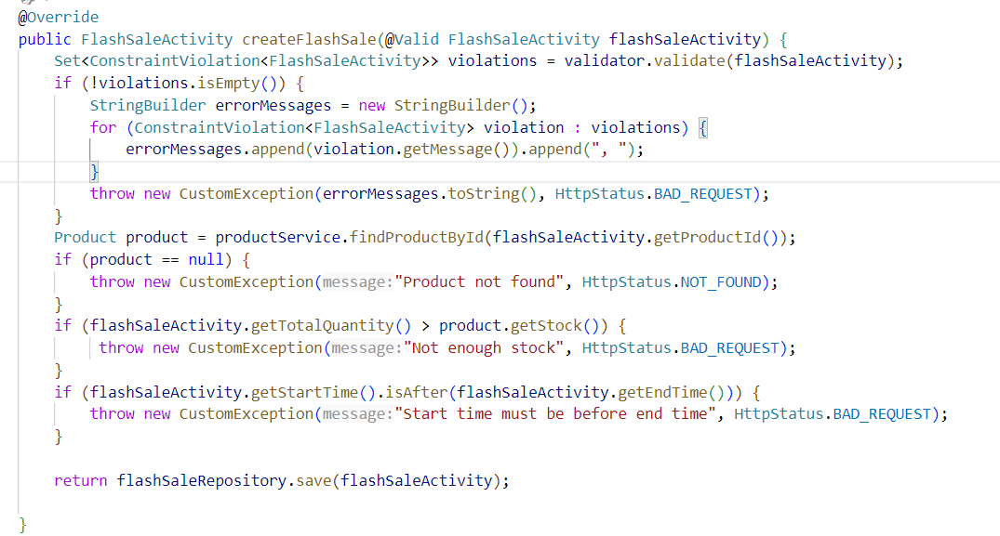 @Override
public FlashSaleActivity createFlashSale(@Valid FlashSaleActivity flashSaleActivity) {
    Set<ConstraintViolation<FlashSaleActivity>> violations = validator.validate(flashSaleActivity);
    if (!violations.isEmpty()) {
        StringBuilder errorMessages = new StringBuilder();
        for (ConstraintViolation<FlashSaleActivity> violation : violations) {
            errorMessages.append(violation.getMessage()).append(", ");
        }
        throw new CustomException(errorMessages.toString(), HttpStatus.BAD_REQUEST);
    }
    Product product = productService.findProductById(flashSaleActivity.getProductId());
    if (product == null) {
        throw new CustomException(message:"Product not found", HttpStatus.NOT_FOUND);
    }
    if (flashSaleActivity.getTotalQuantity() > product.getStock()) {
         throw new CustomException(message:"Not enough stock", HttpStatus.BAD_REQUEST);
    }
    if (flashSaleActivity.getStartTime().isAfter(flashSaleActivity.getEndTime())) {
        throw new CustomException(message:"Start time must be before end time", HttpStatus.BAD_REQUEST);
    }
    return flashSaleRepository.save(flashSaleActivity);
}